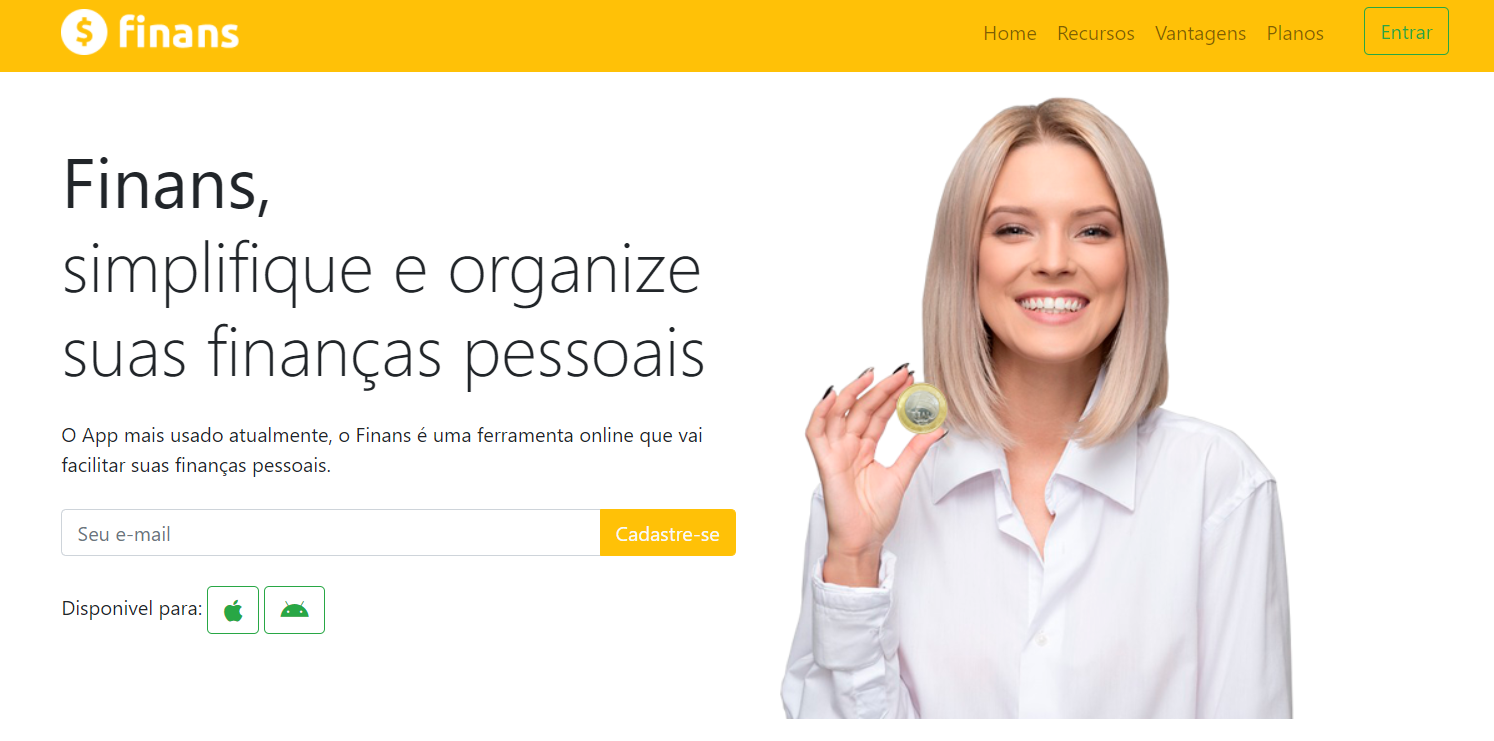 finans
Home Recursos Vantagens Planos Entrar
Finans,
simplifique e organize
suas finanças pessoais
O App mais usado atualmente, o Finans é uma ferramenta online que vai
facilitar suas finanças pessoais.
Seu e-mail Cadastre-se
Disponivel para: